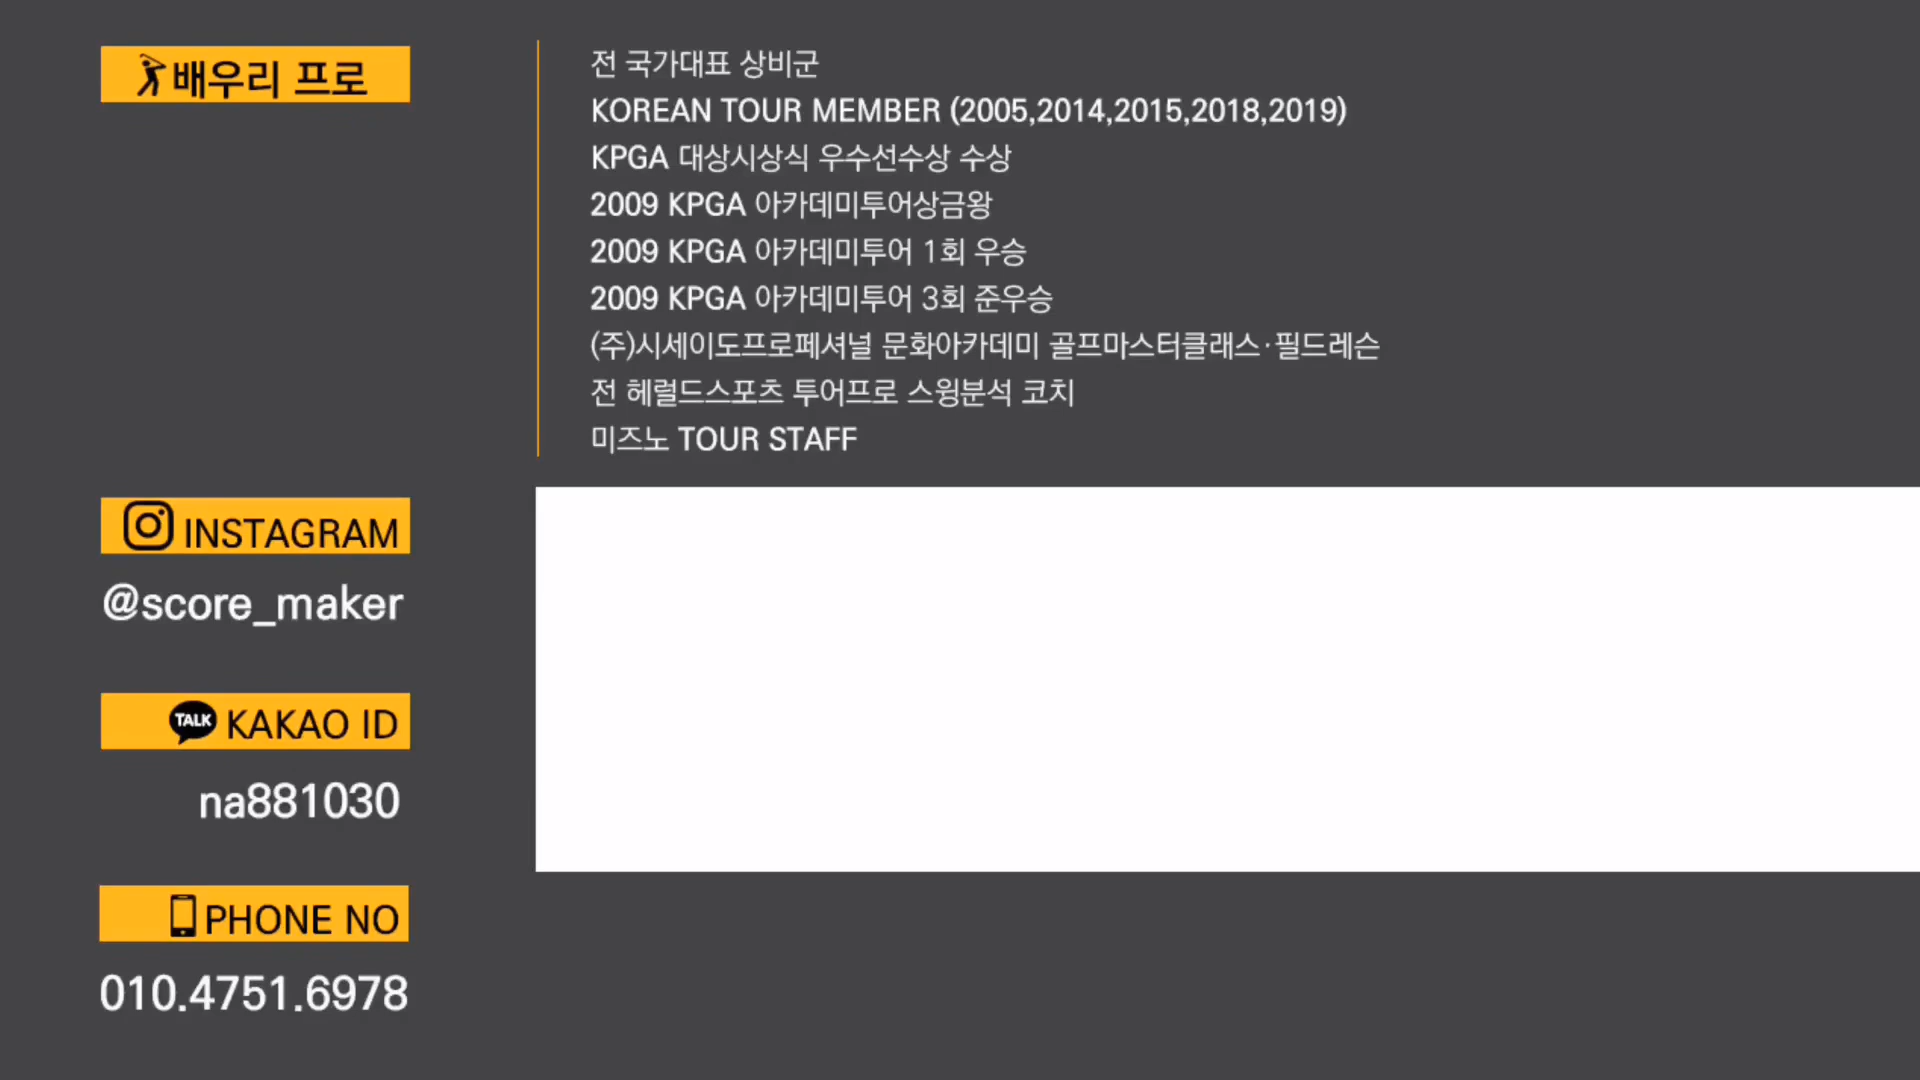 배우리 프로
전 국가대표 상비군
KOREAN TOUR MEMBER (2005,2014,2015,2018,2019)
KPGA 대상시상식 우수선수상 수상
2009 KPGA 아카데미투어상금왕
2009 KPGA 아카데미투어 1회 우승
2009 KPGA 아카데미투어 3회 준우승
(주)시세이도프로페셔널 문화아카데미 골프마스터클래스·필드레슨
전 헤럴드스포츠 투어프로 스윙분석 코치
미즈노 TOUR STAFF
INSTAGRAM
@score_maker
TALK KAKAO ID
na881030
PHONE NO
010.4751.6978